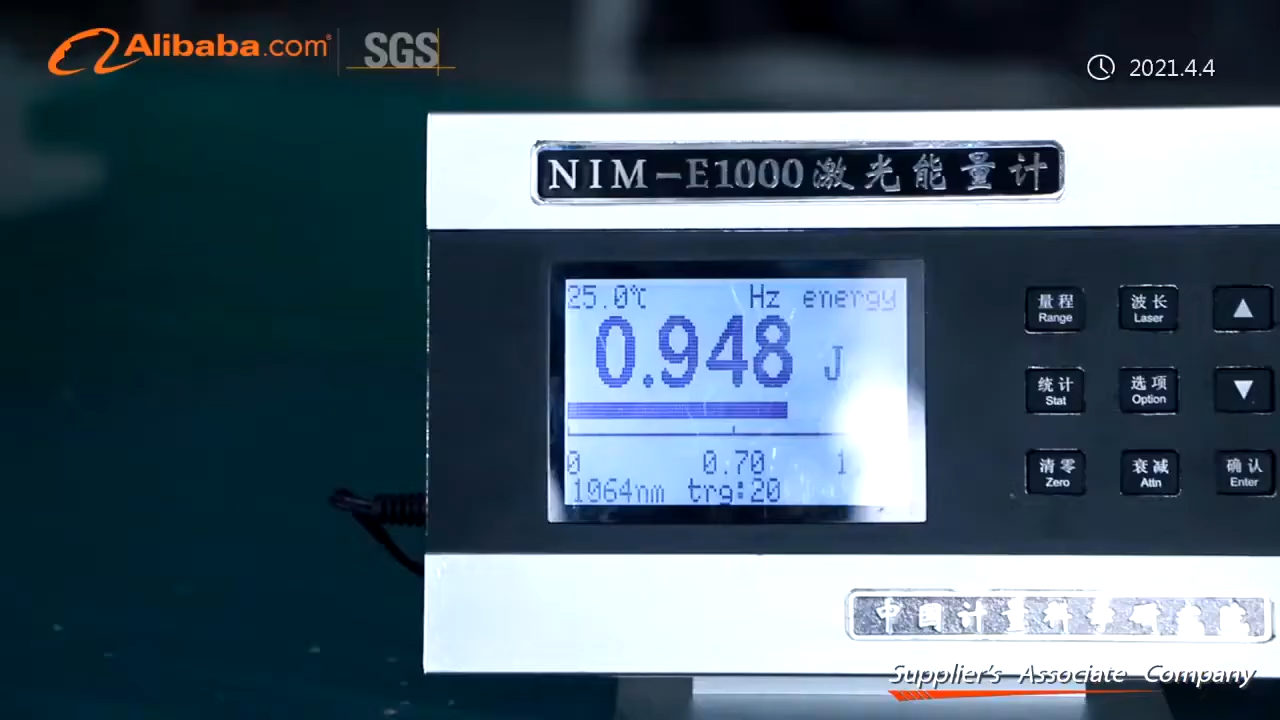 Alibaba.com
SGS
2021.4.4
NIM-E1000激光能量计
25.0℃ Hz energy
0.948 J
0 0.70 1
1064nm trg:20
量程 波长
Range Laser
统计 选项
Stat Option
清零 衰减 确认
Zero Attn Enter
中国计量科学研究院
Supplier's Associate Company